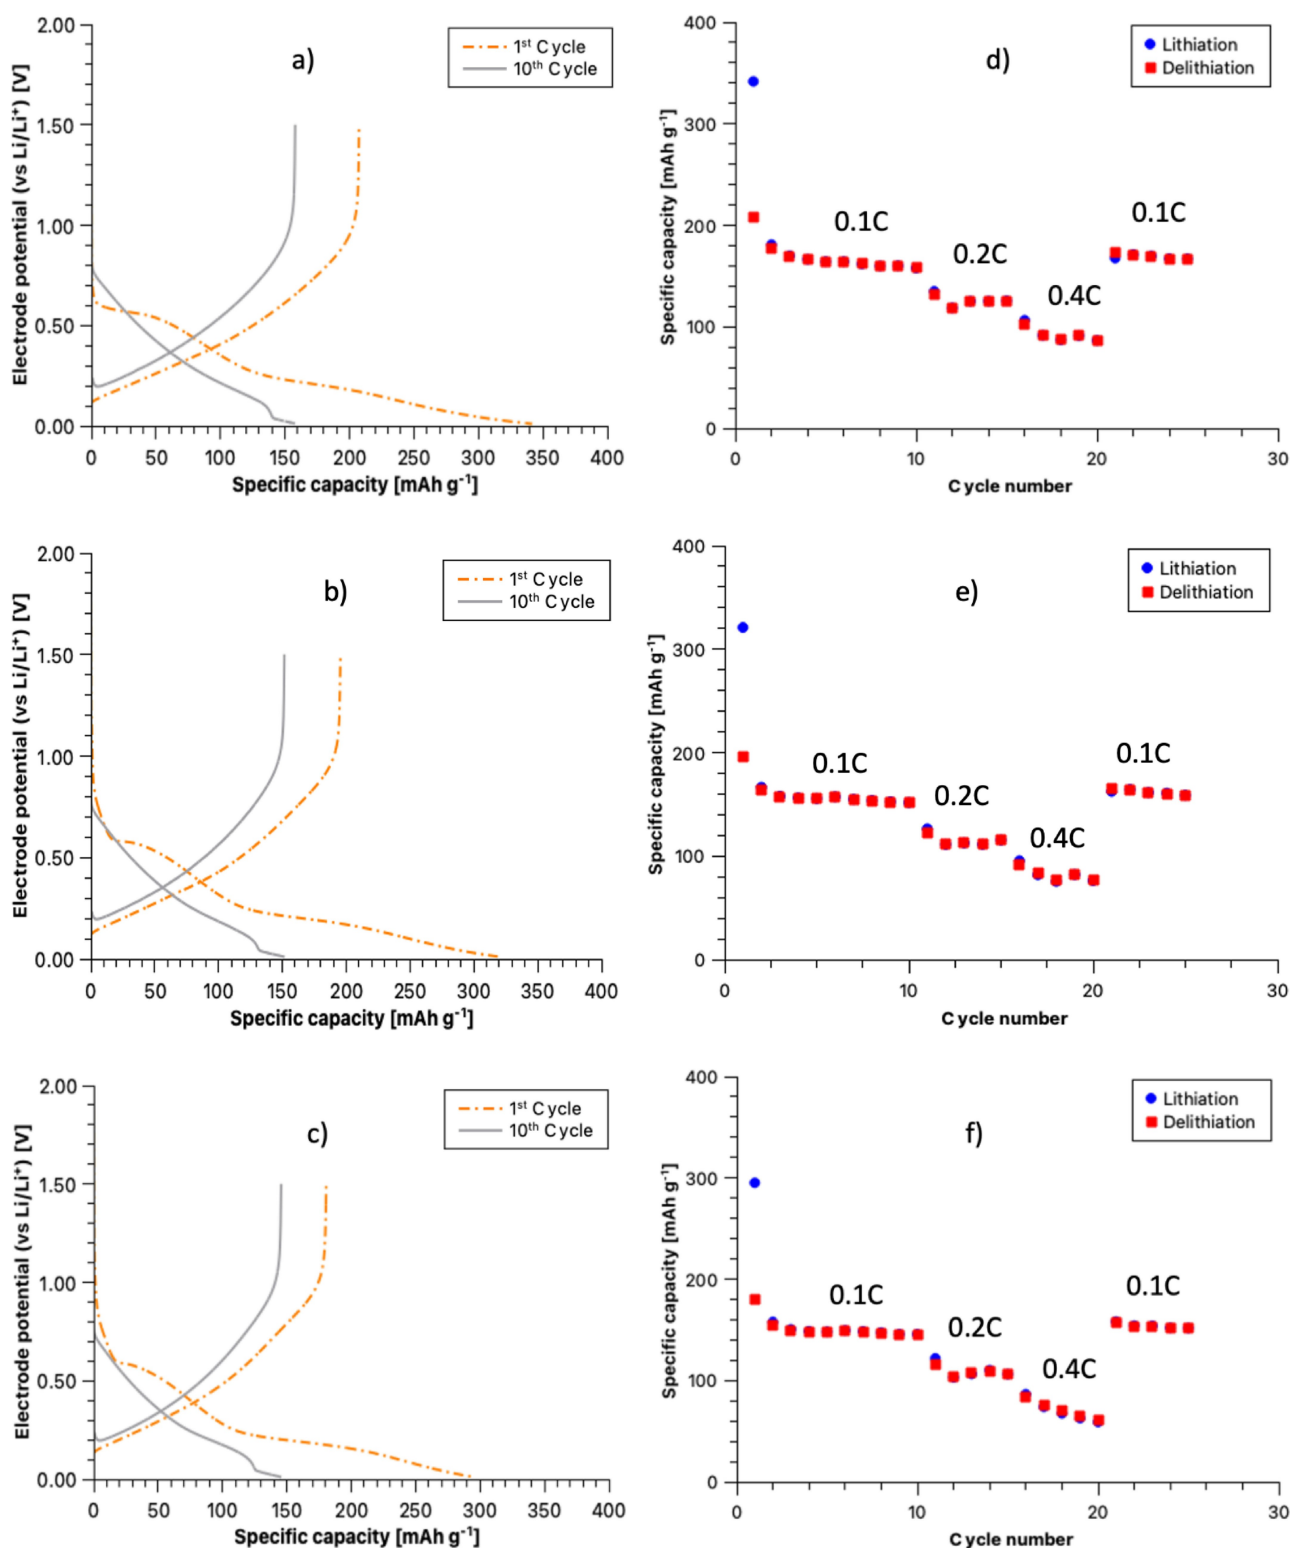 a)
1st Cycle
10th Cycle
Electrode potential (vs Li/Li+) [V]
2.00
1.50
1.00
0.50
0.00
0 50 100 150 200 250 300 350 400
Specific capacity [mAh g-1]
d)
Lithiation
Delithiation
Specific capacity [mAh g-1]
400
300
200
100
0
0.1C
0.2C
0.4C
0.1C
0 10 20 30
Cycle number
b)
1st Cycle
10th Cycle
Electrode potential (vs Li/Li+) [V]
2.00
1.50
1.00
0.50
0.00
0 50 100 150 200 250 300 350 400
Specific capacity [mAh g-1]
e)
Lithiation
Delithiation
Specific capacity [mAh g-1]
400
300
200
100
0
0.1C
0.2C
0.4C
0.1C
0 10 20 30
Cycle number
c)
1st Cycle
10th Cycle
Electrode potential (vs Li/Li+) [V]
2.00
1.50
1.00
0.50
0.00
0 50 100 150 200 250 300 350 400
Specific capacity [mAh g-1]
f)
Lithiation
Delithiation
Specific capacity [mAh g-1]
400
300
200
100
0
0.1C
0.2C
0.4C
0.1C
0 10 20 30
Cycle number